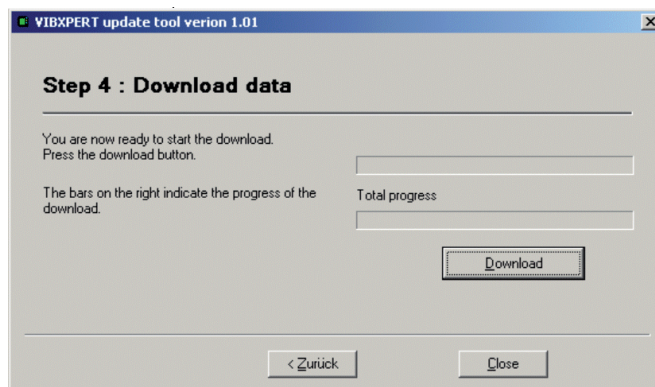 VIBXPERT update tool verion 1.01
Step 4 : Download data
You are now ready to start the download.
Press the download button.
The bars on the right indicate the progress of the
download.
Total progress
Download
< Zurück
Close